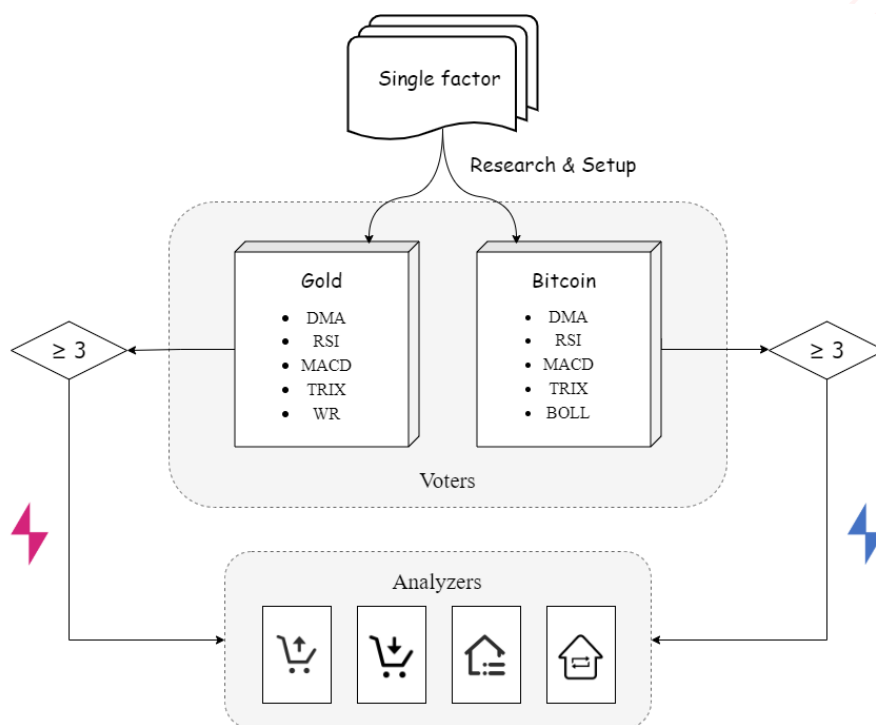 Single factor
Research & Setup
Gold
• DMA
• RSI
• MACD
• TRIX
• WR
Bitcoin
• DMA
• RSI
• MACD
• TRIX
• BOLL
≥ 3
≥ 3
Voters
Analyzers